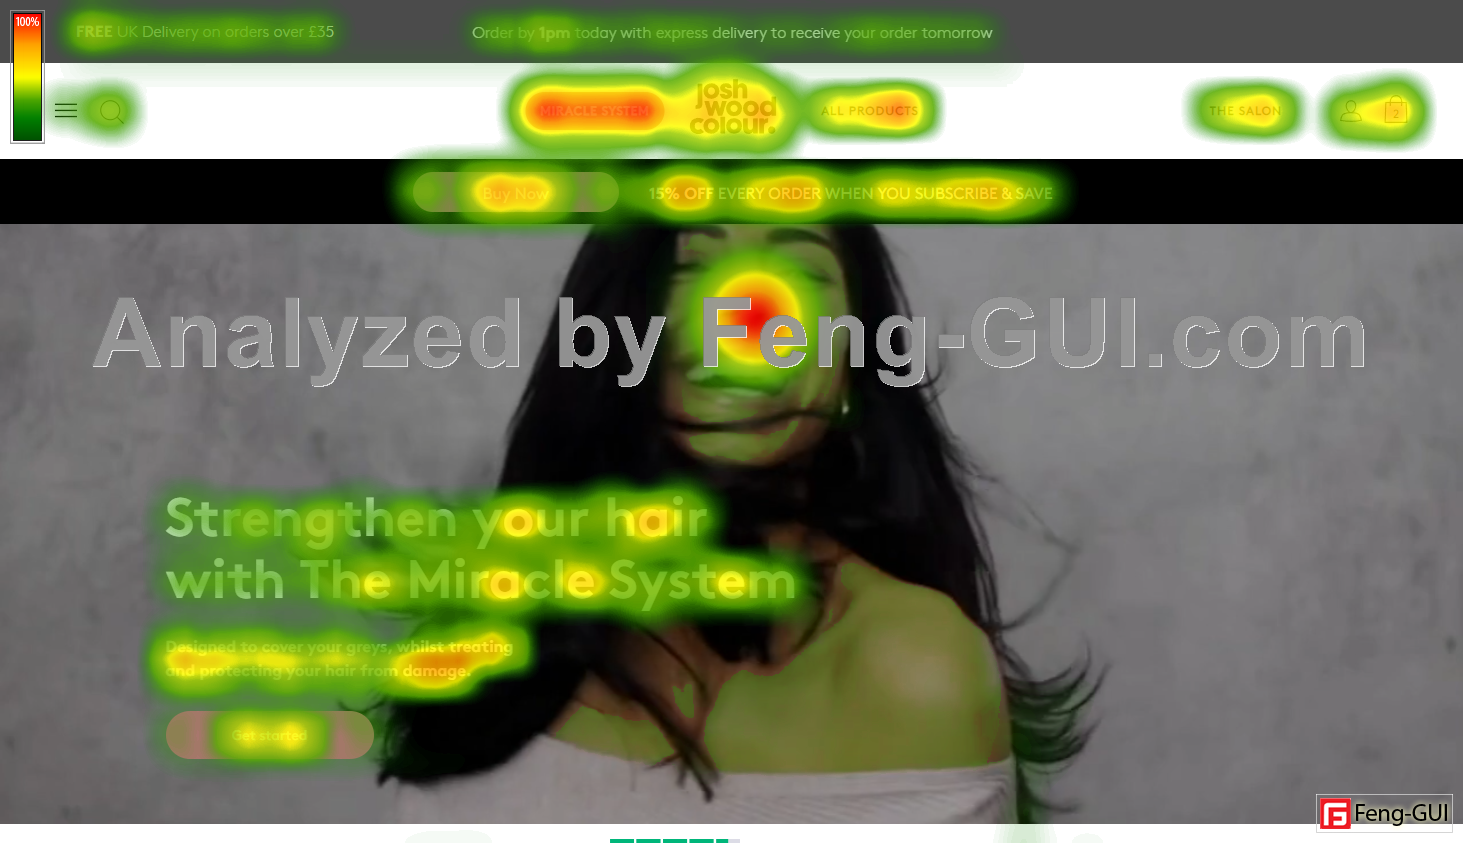 100%
FREE UK Delivery on orders over £35
Order by 1pm today with express delivery to receive your order tomorrow
MIRACLE SYSTEM
josh
wood
colour.
ALL PRODUCTS
THE SALON
2
Buy Now
15% OFF EVERY ORDER WHEN YOU SUBSCRIBE & SAVE
Analyzed by Feng-GUI.com
Strengthen your hair
with The Miracle System
Designed to cover your greys, whilst treating
and protecting your hair from damage.
Get started
Feng-GUI